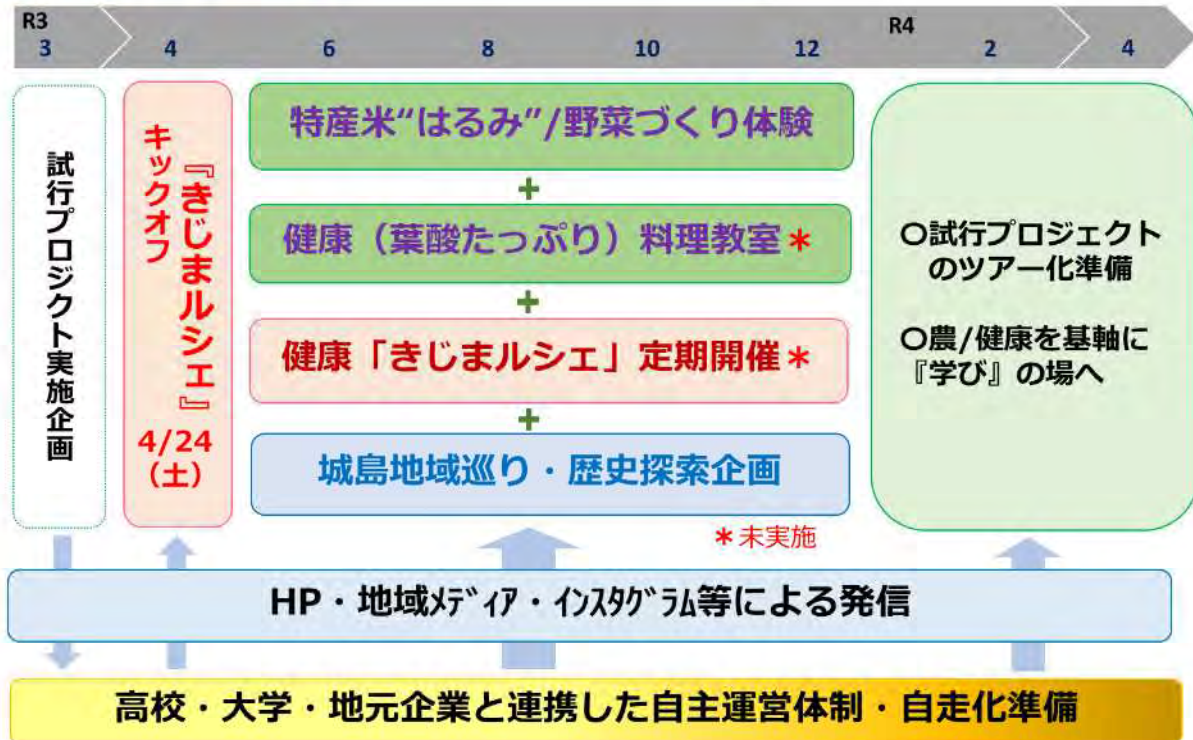 R3
R4
3
4
6
8
10
12
2
4
試行プロジクト実施企画
『きじまルシェ』
キックオフ
4/24
（土）
特産米“はるみ”/野菜づくり体験
+
健康（葉酸たっぷり）料理教室＊
+
健康「きじまルシェ」定期開催＊
+
城島地域巡り・歴史探索企画
＊未実施
〇試行プロジェクト
のツアー化準備
〇農/健康を基軸に
『学び』の場へ
HP・地域ﾒﾃﾞｨｱ・ｲﾝｽﾀｸﾞﾗﾑ等による発信
高校・大学・地元企業と連携した自主運営体制・自走化準備